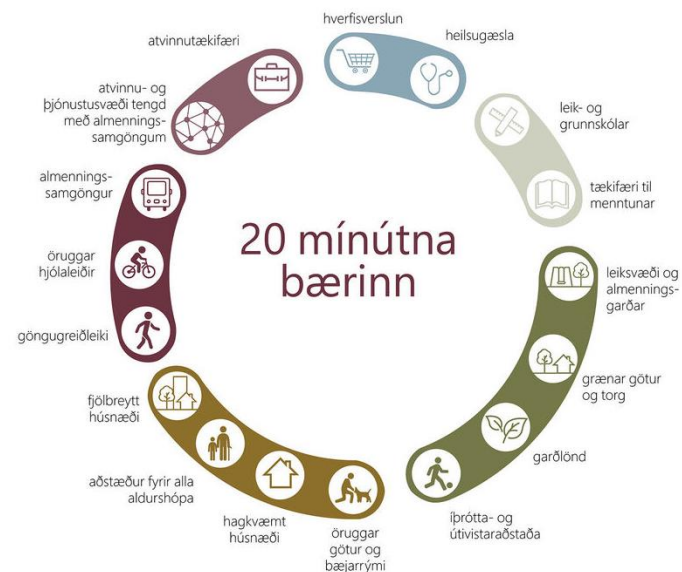 20 mínútna
bærinn
hverfisverslun
heilsugæsla
leik- og
grunnskólar
tækifæri til
menntunar
leiksvæði og
almennings-
garðar
grænar götur
og torg
garðlönd
íþrótta- og
útivistaraðstaða
öruggar
götur og
bæjarrými
hagkvæmt
húsnæði
aðstæður fyrir alla
aldurshópa
fjölbreytt
húsnæði
göngugreiðleiki
öruggar
hjólaleiðir
almennings-
samgöngur
atvinnu- og
þjónustusvæði tengd
með almennings-
samgöngum
atvinnutækifæri